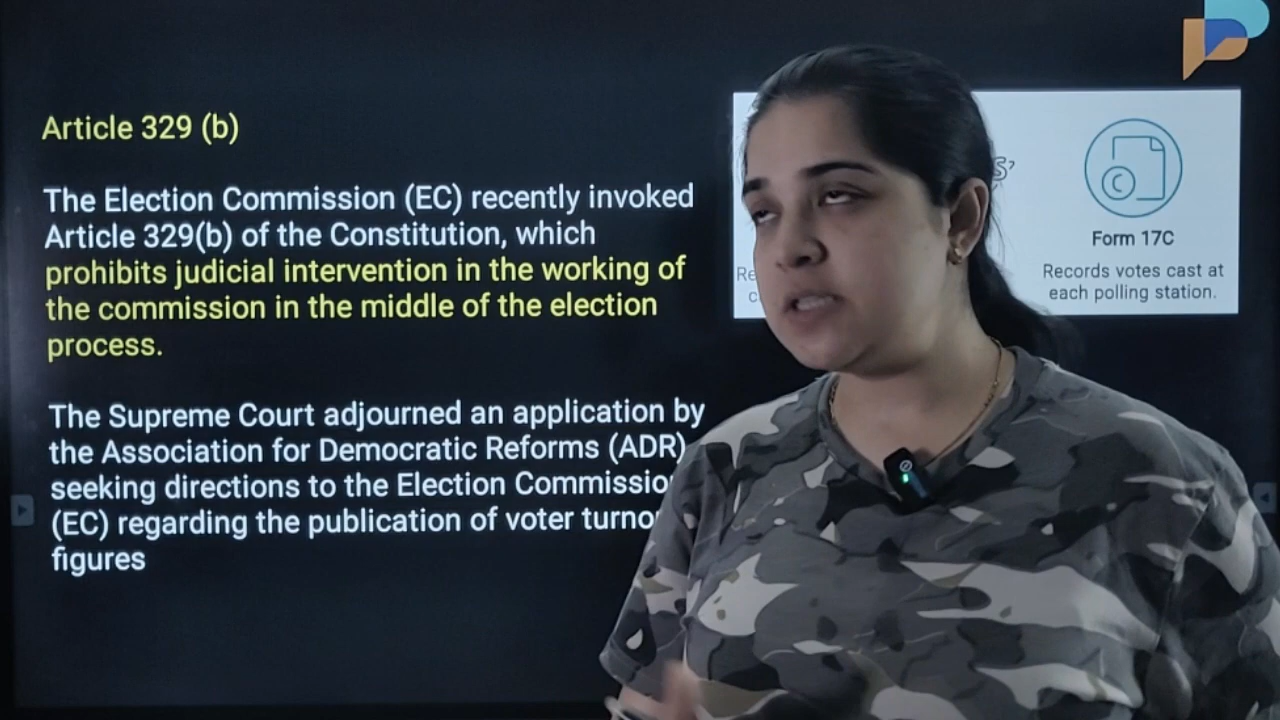 Article 329 (b)
The Election Commission (EC) recently invoked
Article 329(b) of the Constitution, which
prohibits judicial intervention in the working of
the commission in the middle of the election
process.
The Supreme Court adjourned an application by
the Association for Democratic Reforms (ADR)
seeking directions to the Election
(EC) regarding the publication of voter
figures
Form 17C
Records votes cast at
each polling station.